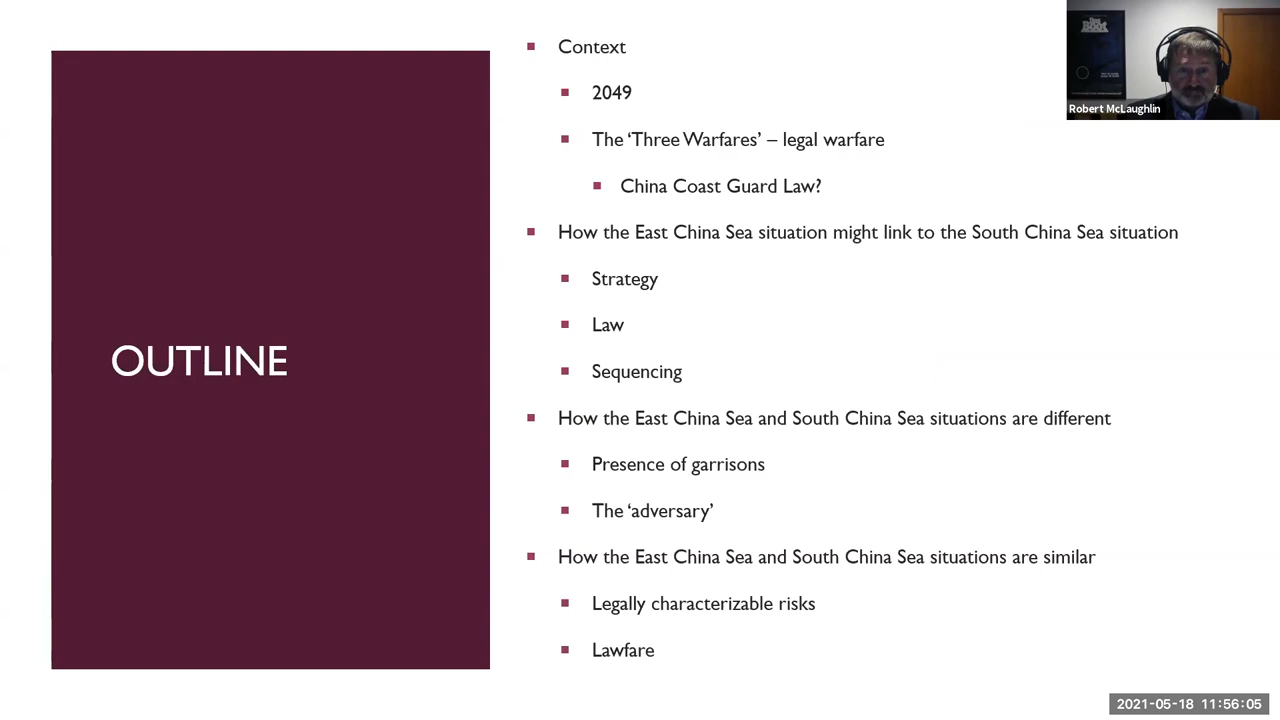 OUTLINE
Context
2049
The ‘Three Warfares’ – legal warfare
China Coast Guard Law?
How the East China Sea situation might link to the South China Sea situation
Strategy
Law
Sequencing
How the East China Sea and South China Sea situations are different
Presence of garrisons
The ‘adversary’
How the East China Sea and South China Sea situations are similar
Legally characterizable risks
Lawfare
Robert McLaughlin
2021-05-18 11:56:05